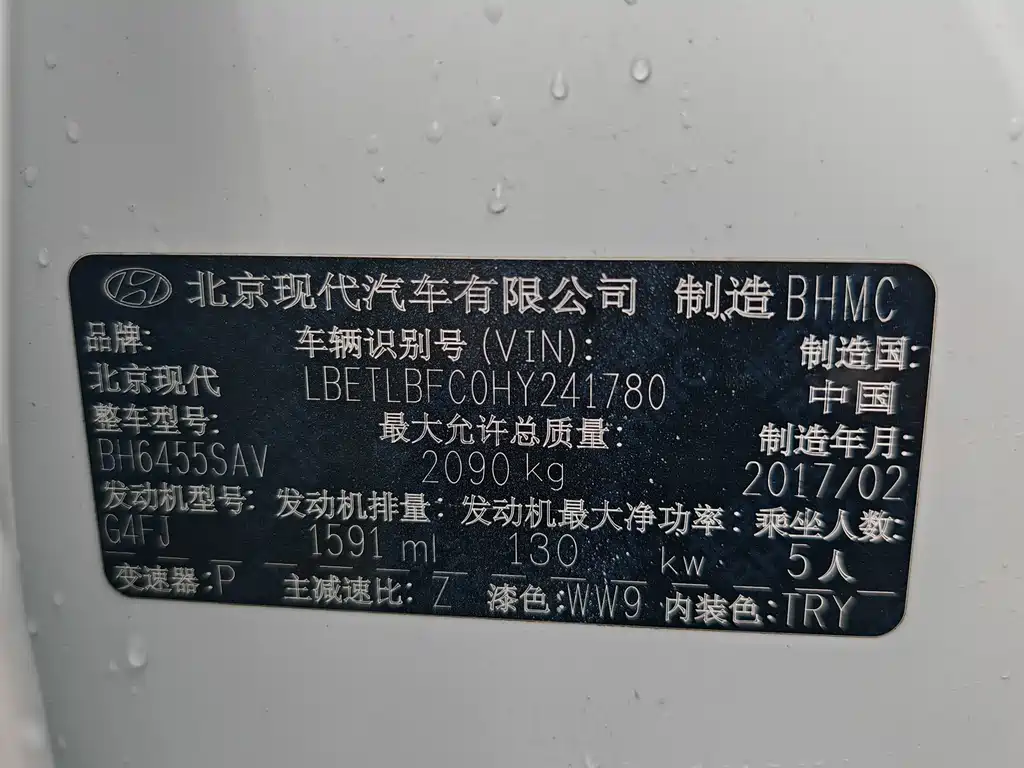 北京现代汽车有限公司 制造 BHMC
品牌: 车辆识别号 (VIN): 制造国:
北京现代 LBETLBFC0HY241780 中国
整车型号: 最大允许总质量: 制造年月:
BH6455SAV 2090 kg 2017/02
发动机型号: 发动机排量: 发动机最大净功率: 乘坐人数:
G4FJ 1591 ml 130 kw 5人
变速器:P 主减速比: Z 漆色:WW9 内装色:TRY